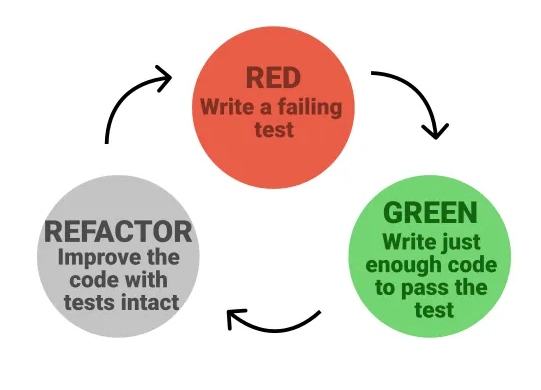 RED
Write a failing
test
GREEN
Write just
enough code
to pass the
test
REFACTOR
Improve the
code with
tests intact